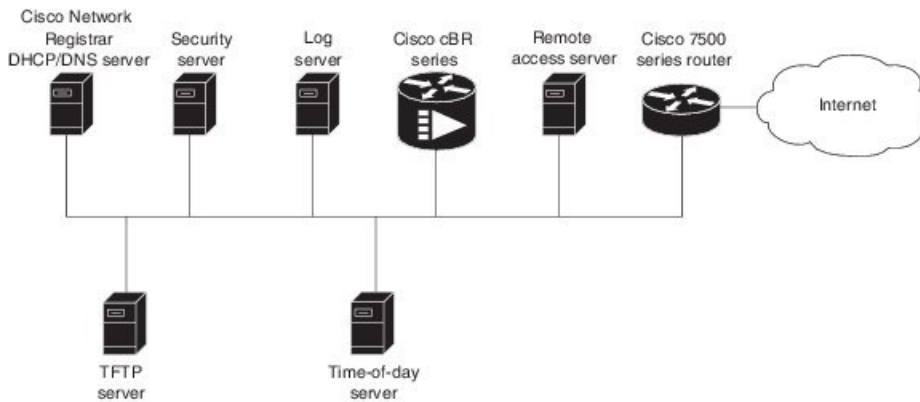 Cisco Network
Registrar
DHCP/DNS server
Security
server
Log
server
Cisco cBR
series
Remote
access server
Cisco 7500
series router
Internet
TFTP
server
Time-of-day
server